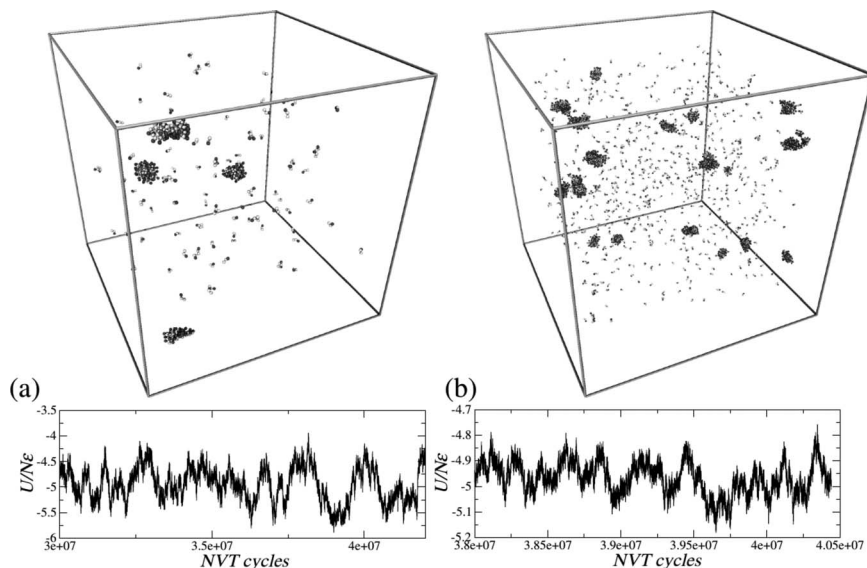 (a)
(b)
U/Nε
-3.5
-4
-4.5
-5
-5.5
-6
3e+07 3.5e+07 4e+07
NVT cycles
U/Nε
-4.7
-4.8
-4.9
-5
-5.1
-5.2
3.8e+07 3.85e+07 3.9e+07 3.95e+07 4e+07 4.05e+07
NVT cycles